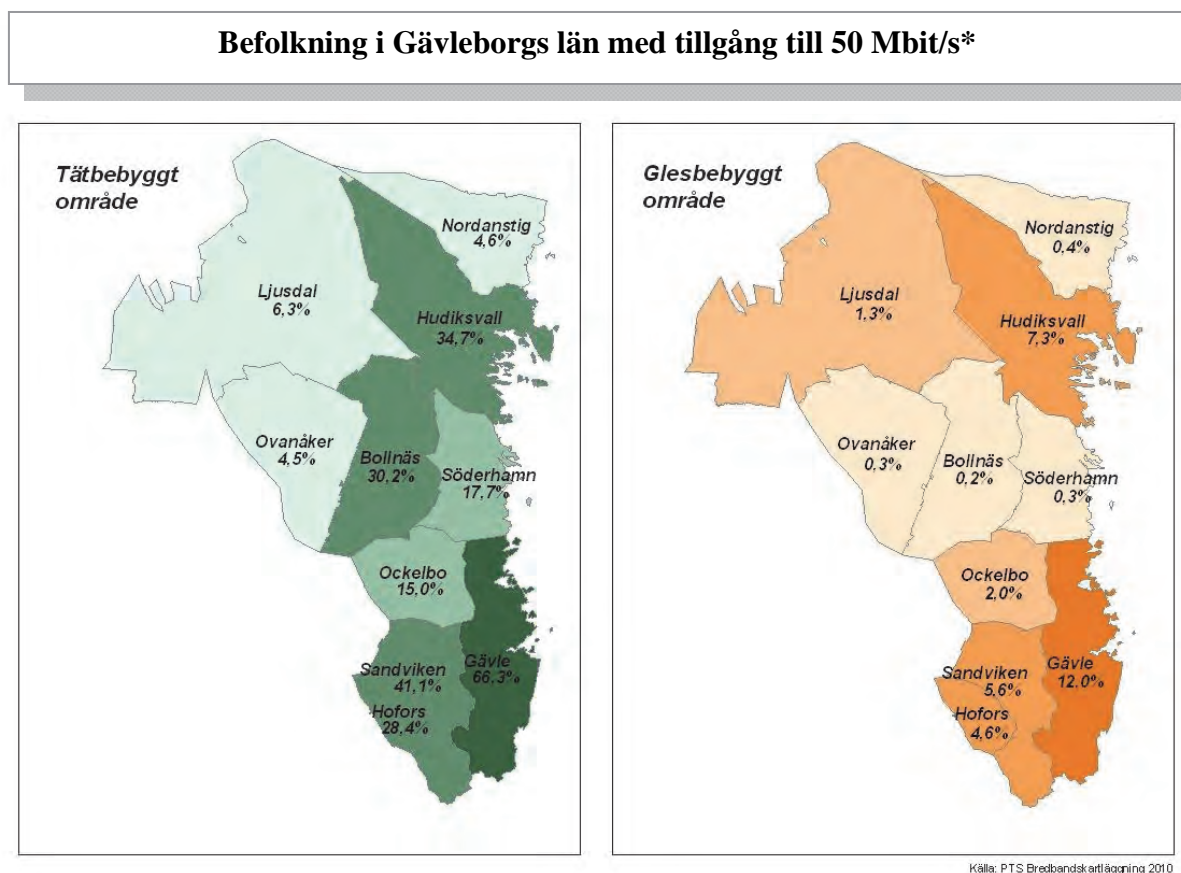 Befolkning i Gävleborgs län med tillgång till 50 Mbit/s*
Tätbebyggt
område
Nordanstig
4,6%
Ljusdal
6,3%
Hudiksvall
34,7%
Ovanåker
4,5%
Bollnäs
30,2%
Söderhamn
17,7%
Ockelbo
15,0%
Sandviken
41,1%
Gävle
66,3%
Hofors
28,4%
Glesbebyggt
område
Nordanstig
0,4%
Ljusdal
1,3%
Hudiksvall
7,3%
Ovanåker
0,3%
Bollnäs
0,2%
Söderhamn
0,3%
Ockelbo
2,0%
Sandviken
5,6%
Gävle
12,0%
Hofors
4,6%
Källa: PTS Bredbandskartläggning 2010